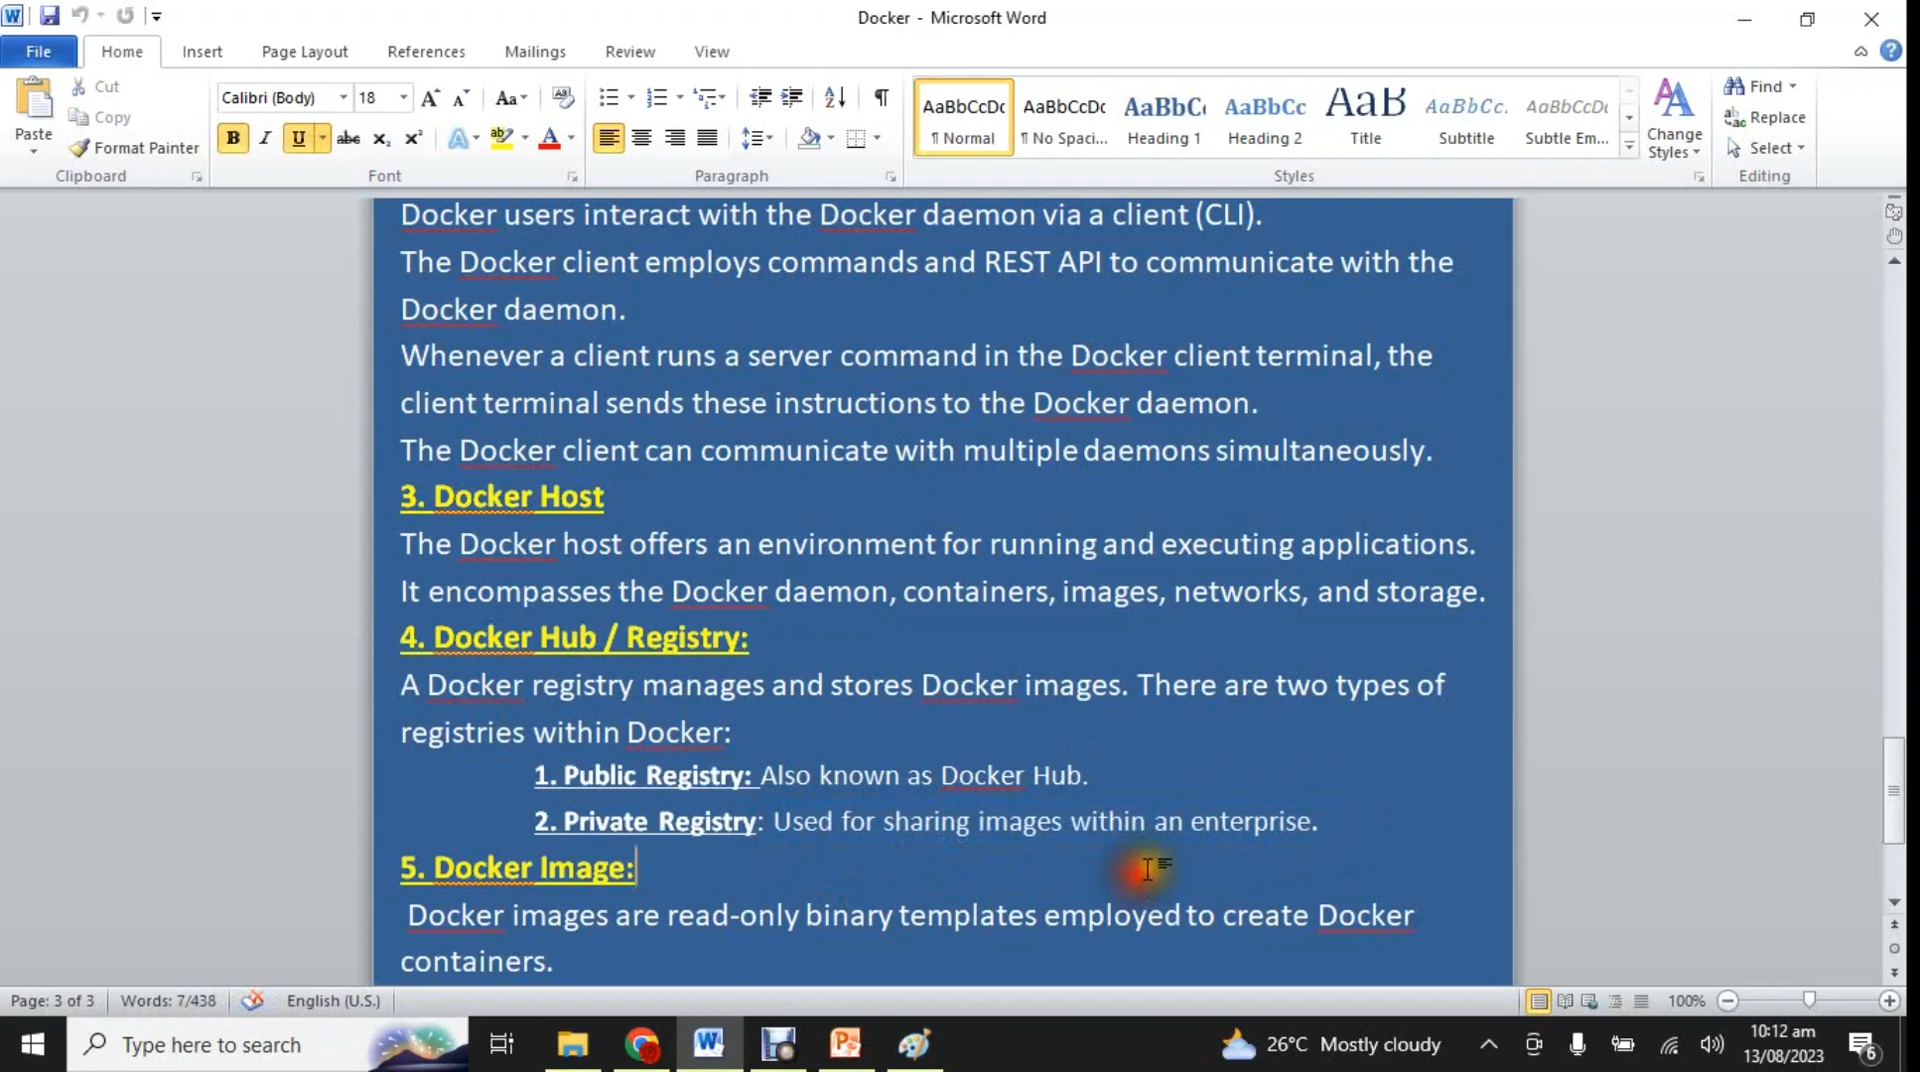 Docker - Microsoft Word
File Home Insert Page Layout References Mailings Review View
Paste
Cut
Copy
Format Painter
Clipboard
Calibri (Body) 18
Font
Paragraph
AaBbCcDc AaBbCcDc AaBbC AaBbCc AaB AaBbCc. AaBbCcDc
¶ Normal ¶ No Spaci... Heading 1 Heading 2 Title Subtitle Subtle Em...
Change
Styles
Styles
Find
Replace
Select
Editing
Docker users interact with the Docker daemon via a client (CLI).
The Docker client employs commands and REST API to communicate with the
Docker daemon.
Whenever a client runs a server command in the Docker client terminal, the
client terminal sends these instructions to the Docker daemon.
The Docker client can communicate with multiple daemons simultaneously.
3. Docker Host
The Docker host offers an environment for running and executing applications.
It encompasses the Docker daemon, containers, images, networks, and storage.
4. Docker Hub / Registry:
A Docker registry manages and stores Docker images. There are two types of
registries within Docker:
1. Public Registry: Also known as Docker Hub.
2. Private Registry: Used for sharing images within an enterprise.
5. Docker Image:
Docker images are read-only binary templates employed to create Docker
containers.
Page: 3 of 3 Words: 7/438 English (U.S.) 100%
Type here to search
26°C Mostly cloudy
10:12 am
13/08/2023
6